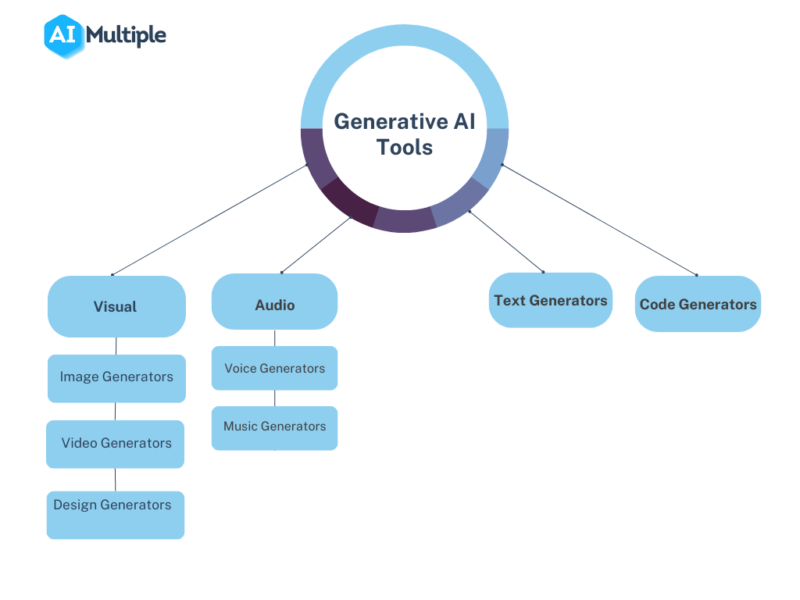 AI Multiple
Generative AI
Tools
Visual
Audio
Text Generators
Code Generators
Image Generators
Voice Generators
Video Generators
Music Generators
Design Generators